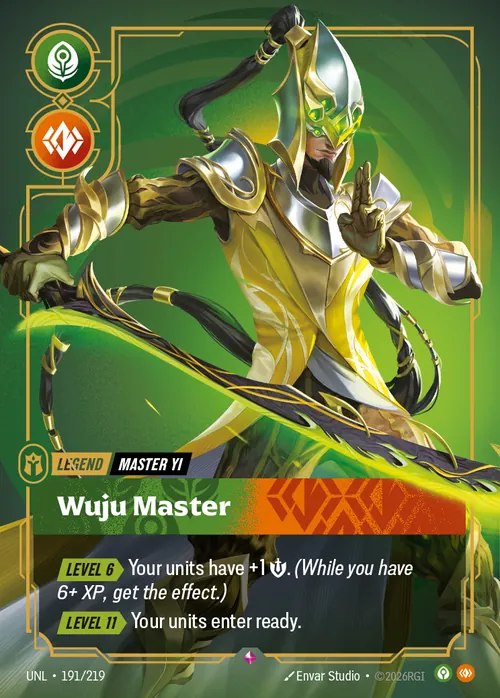 LEGEND MASTER YI
Wuju Master
LEVEL 6 Your units have +1. (While you have
6+ XP, get the effect.)
LEVEL 11 Your units enter ready.
UNL • 191/219 Envar Studio • ©2026RGI